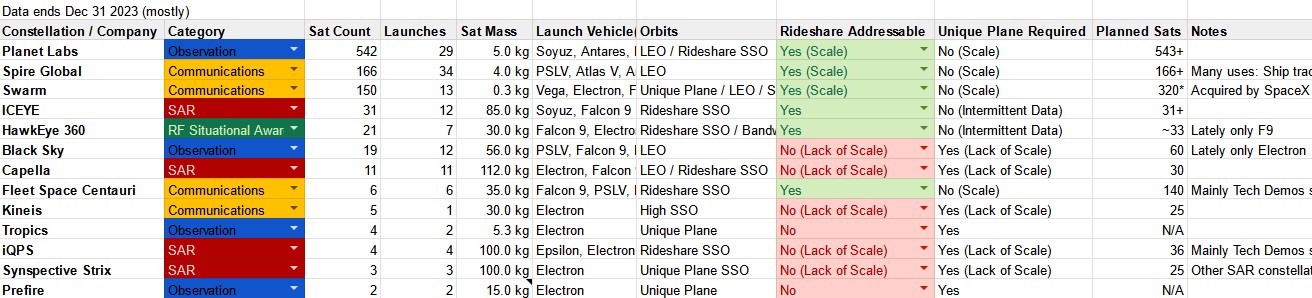 Data ends Dec 31 2023 (mostly)
Constellation / Company Category Sat Count Launches Sat Mass Launch Vehicle( Orbits Rideshare Addressable Unique Plane Required Planned Sats Notes
Planet Labs Observation 542 29 5.0 kg Soyuz, Antares, LEO / Rideshare SSO Yes (Scale) No (Scale) 543+
Spire Global Communications 166 34 4.0 kg PSLV, Atlas V, A LEO Yes (Scale) No (Scale) 166+ Many uses: Ship trac
Swarm Communications 150 13 0.3 kg Vega, Electron, F Unique Plane / LEO / S Yes (Scale) No (Scale) 320* Acquired by SpaceX
ICEYE SAR 31 12 85.0 kg Soyuz, Falcon 9 Rideshare SSO Yes No (Intermittent Data) 31+
HawkEye 360 RF Situational Awar 21 7 30.0 kg Falcon 9, Electro Rideshare SSO / Bandw Yes No (Intermittent Data) ~33 Lately only F9
Black Sky Observation 19 12 56.0 kg PSLV, Falcon 9, LEO No (Lack of Scale) Yes (Lack of Scale) 60 Lately only Electron
Capella SAR 11 11 112.0 kg Electron, Falcon LEO / Rideshare SSO No (Lack of Scale) Yes (Lack of Scale) 30
Fleet Space Centauri Communications 6 6 35.0 kg Falcon 9, PSLV, Rideshare SSO Yes No (Scale) 140 Mainly Tech Demos s
Kineis Communications 5 1 30.0 kg Electron High SSO No (Lack of Scale) Yes (Lack of Scale) 25
Tropics Observation 4 2 5.3 kg Electron Unique Plane No Yes N/A
iQPS SAR 4 4 100.0 kg Epsilon, Electron Rideshare SSO No (Lack of Scale) Yes (Lack of Scale) 36 Mainly Tech Demos s
Synspective Strix SAR 3 3 100.0 kg Electron Unique Plane SSO No (Lack of Scale) Yes (Lack of Scale) 25 Other SAR constellat
Prefire Observation 2 2 15.0 kg Electron Unique Plane No Yes N/A